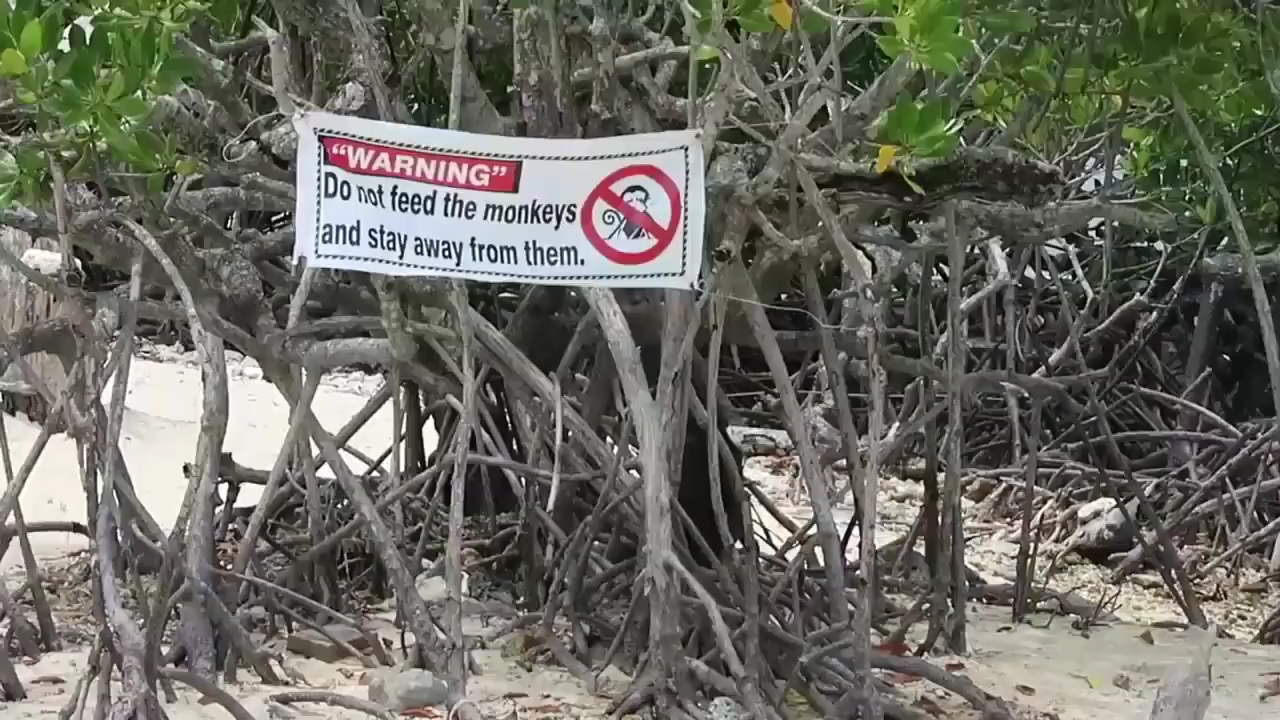 “WARNING”
Do not feed the monkeys
and stay away from them.